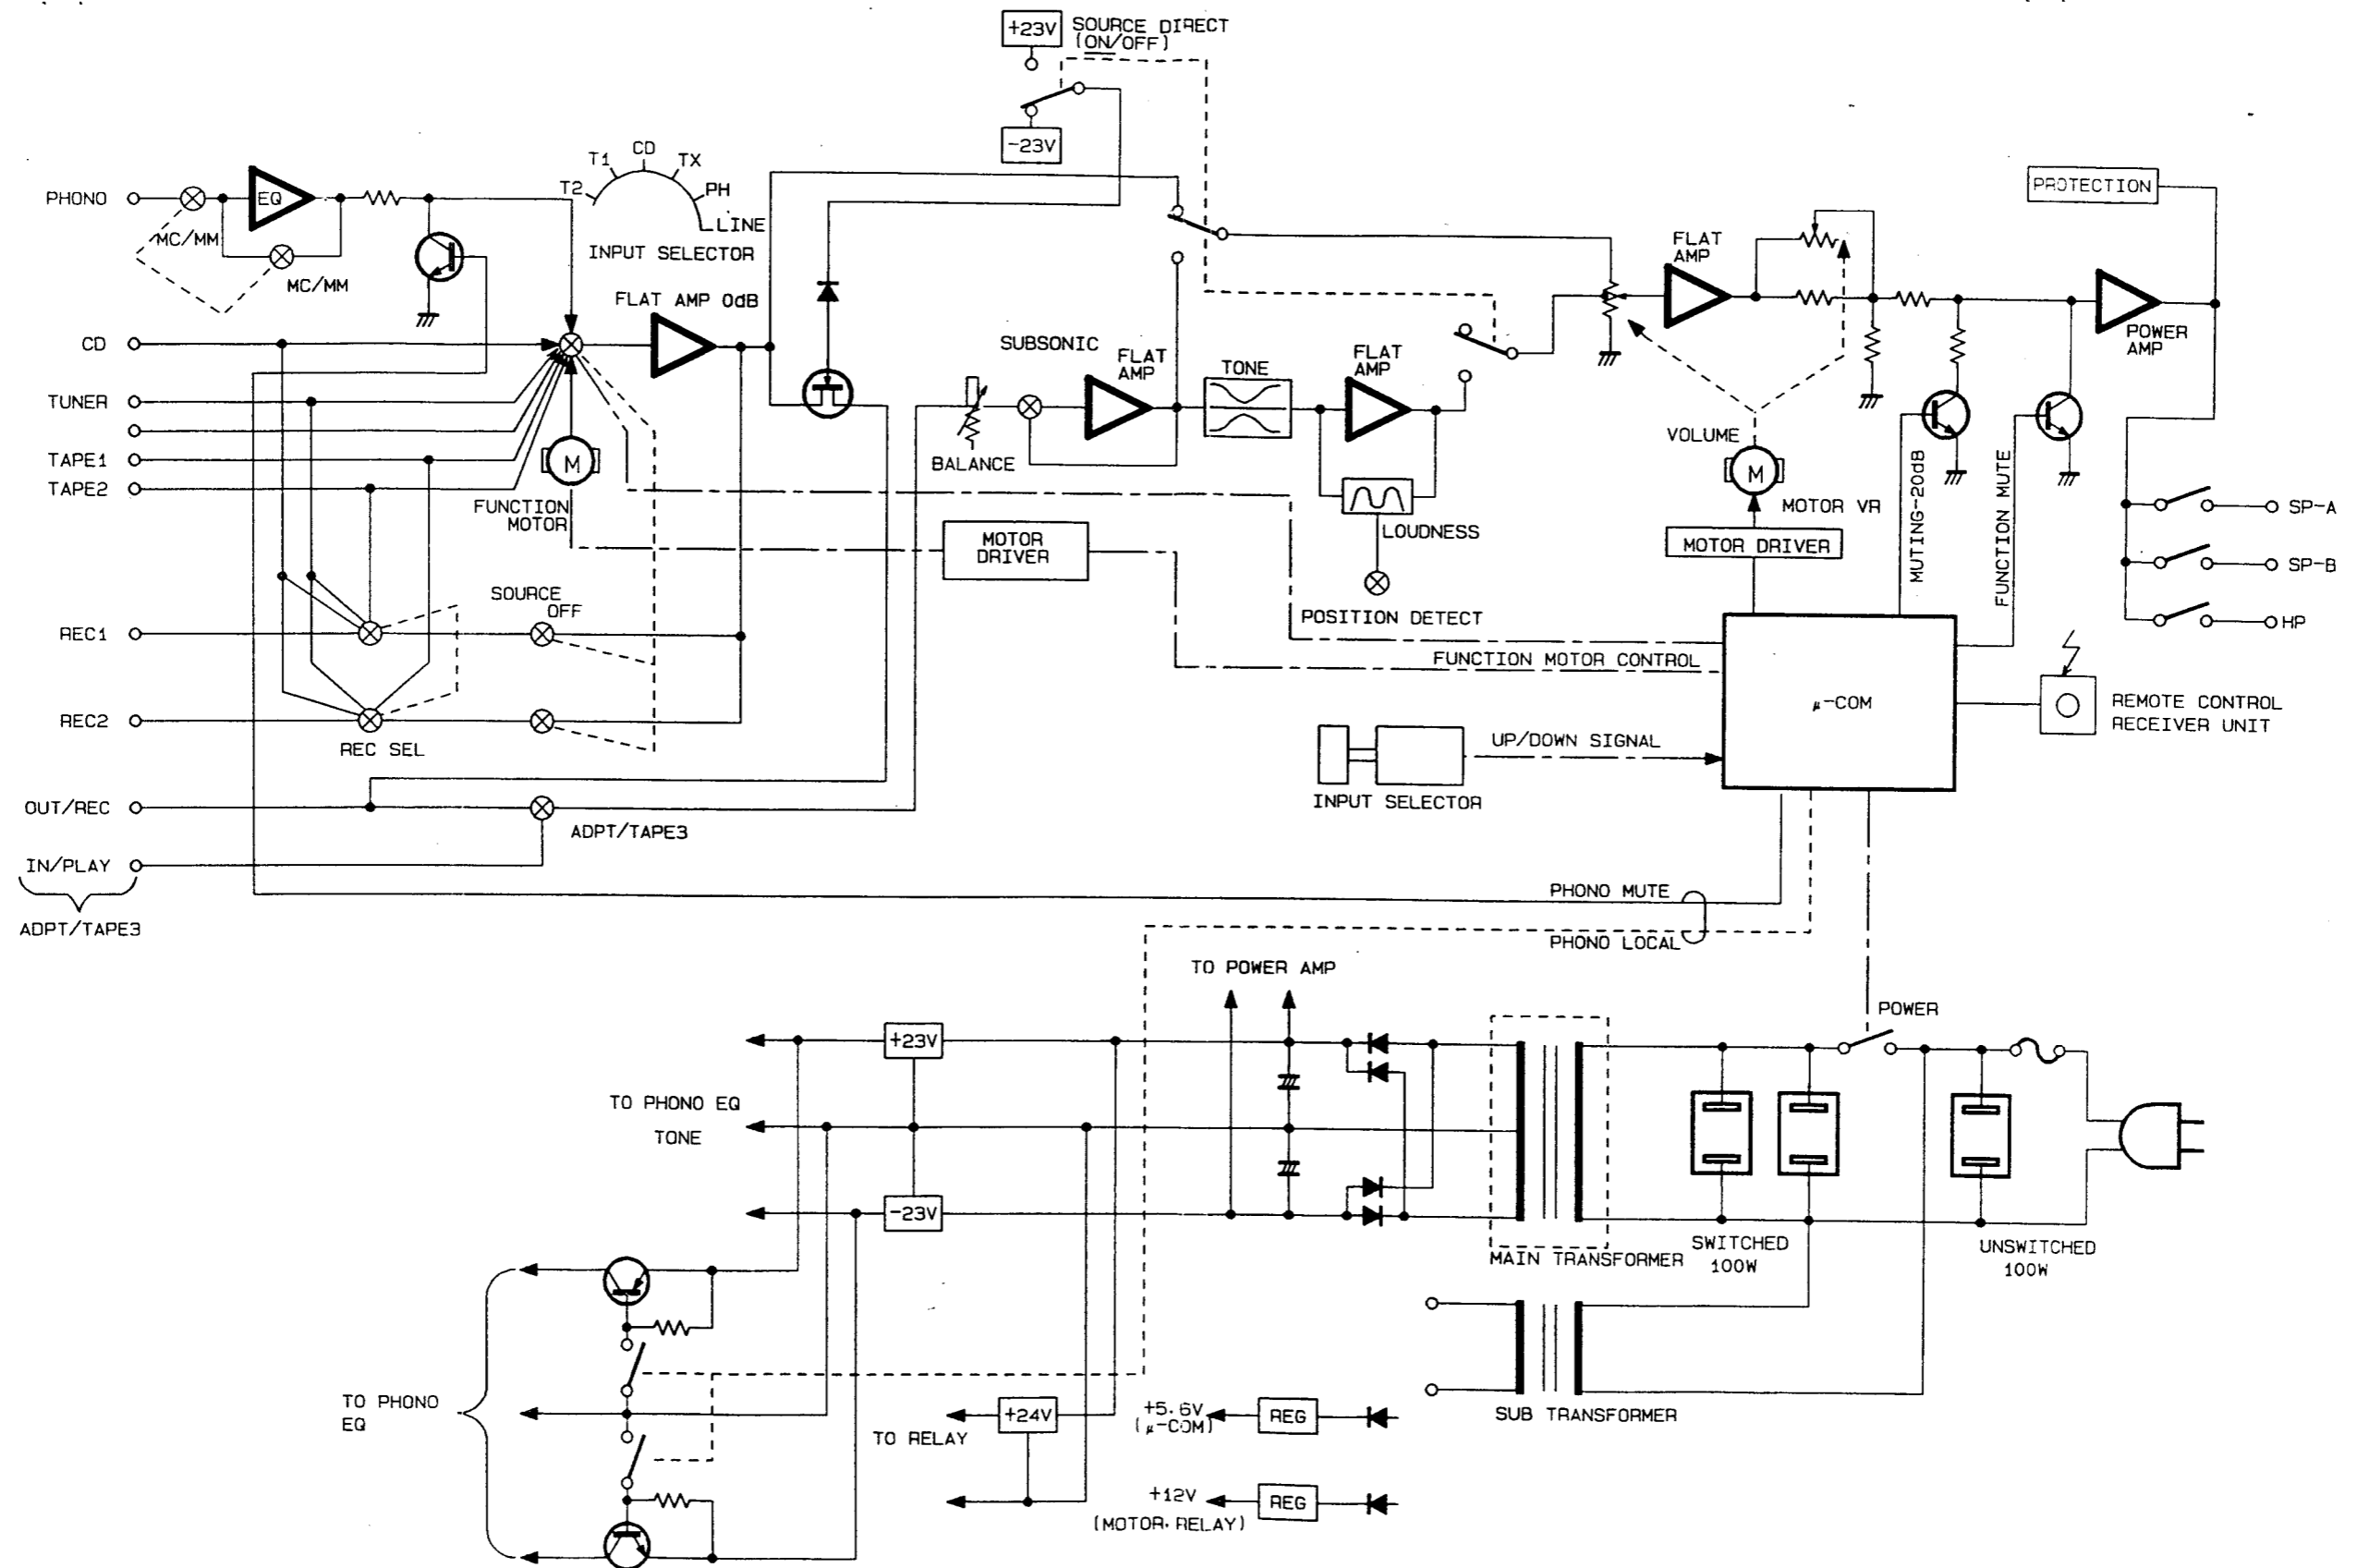 +23V
SOURCE DIRECT
(ON/OFF)
-23V
PHONO
EQ
MC/MM
MC/MM
T2
T1
CD
TX
PH
LINE
INPUT SELECTOR
FLAT AMP 0dB
CD
TUNER
TAPE1
TAPE2
M
FUNCTION
MOTOR
SUBSONIC
BALANCE
FLAT
AMP
TONE
FLAT
AMP
LOUDNESS
POSITION DETECT
FLAT
AMP
PROTECTION
POWER
AMP
VOLUME
M
MOTOR VR
MOTOR DRIVER
MUTING-20dB
FUNCTION MUTE
SP-A
SP-B
HP
MOTOR
DRIVER
FUNCTION MOTOR CONTROL
REC1
SOURCE
OFF
REC2
REC SEL
μ-COM
REMOTE CONTROL
RECEIVER UNIT
UP/DOWN SIGNAL
INPUT SELECTOR
OUT/REC
ADPT/TAPE3
IN/PLAY
ADPT/TAPE3
PHONO MUTE
PHONO LOCAL
TO POWER AMP
POWER
+23V
TO PHONO EQ
TONE
-23V
MAIN TRANSFORMER
SWITCHED
100W
UNSWITCHED
100W
TO PHONO
EQ
TO RELAY
+24V
+5.6V
(μ-COM)
REG
SUB TRANSFORMER
+12V
(MOTOR·RELAY)
REG